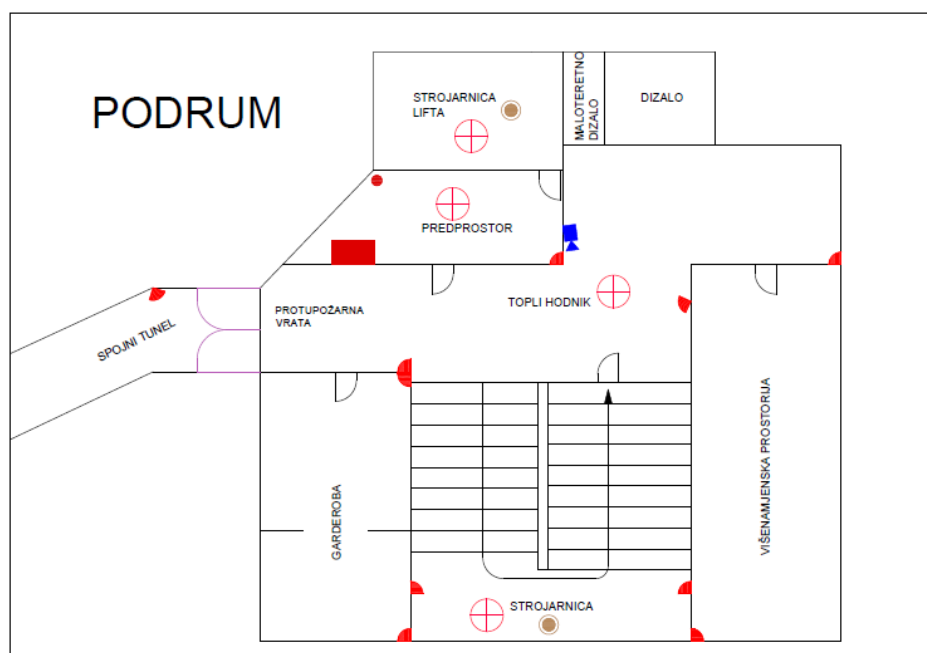 PODRUM
STROJARNICA
LIFTA
MALOTERETNO
DIZALO
DIZALO
PREDPROSTOR
PROTUPOŽARNA
VRATA
TOPLI HODNIK
SPOJNI TUNEL
GARDEROBA
VIŠENAMJENSKA PROSTORIJA
STROJARNICA